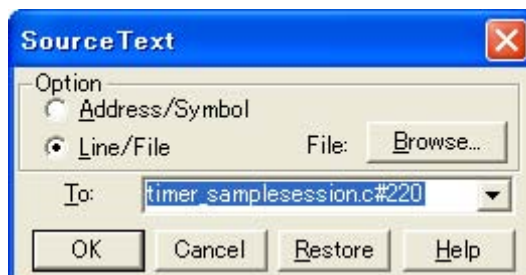 SourceText
Option
Address/Symbol
Line/File File: Browse...
To: timer_samplesession.c#220
OK Cancel Restore Help